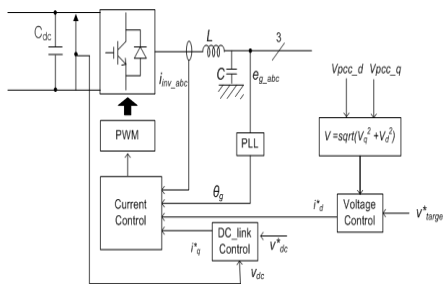 C_dc
L
3
i_inv_abc
C
e_g_abc
Vpcc_d Vpcc_q
PWM
PLL
V =sqrt(V_q^2 +V_d^2)
θ_g
Current
Control
i*_d
Voltage
Control
v*_targe
DC_link
Control
i*_q
v*_dc
v_dc